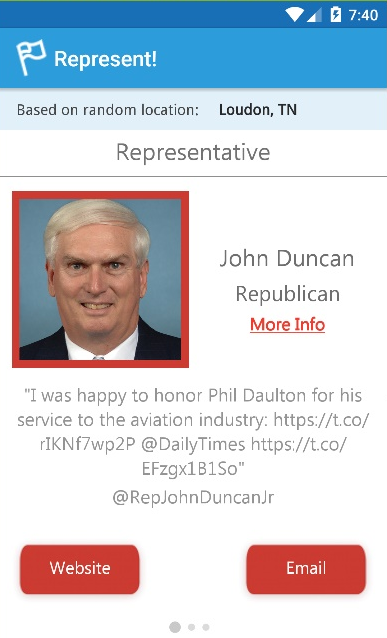 7:40
Represent!
Based on random location: Loudon, TN
Representative
John Duncan
Republican
More Info
"I was happy to honor Phil Daulton for his
service to the aviation industry: https://t.co/
rIKNf7wp2P @DailyTimes https://t.co/
EFzgx1B1So"
@RepJohnDuncanJr
Website Email